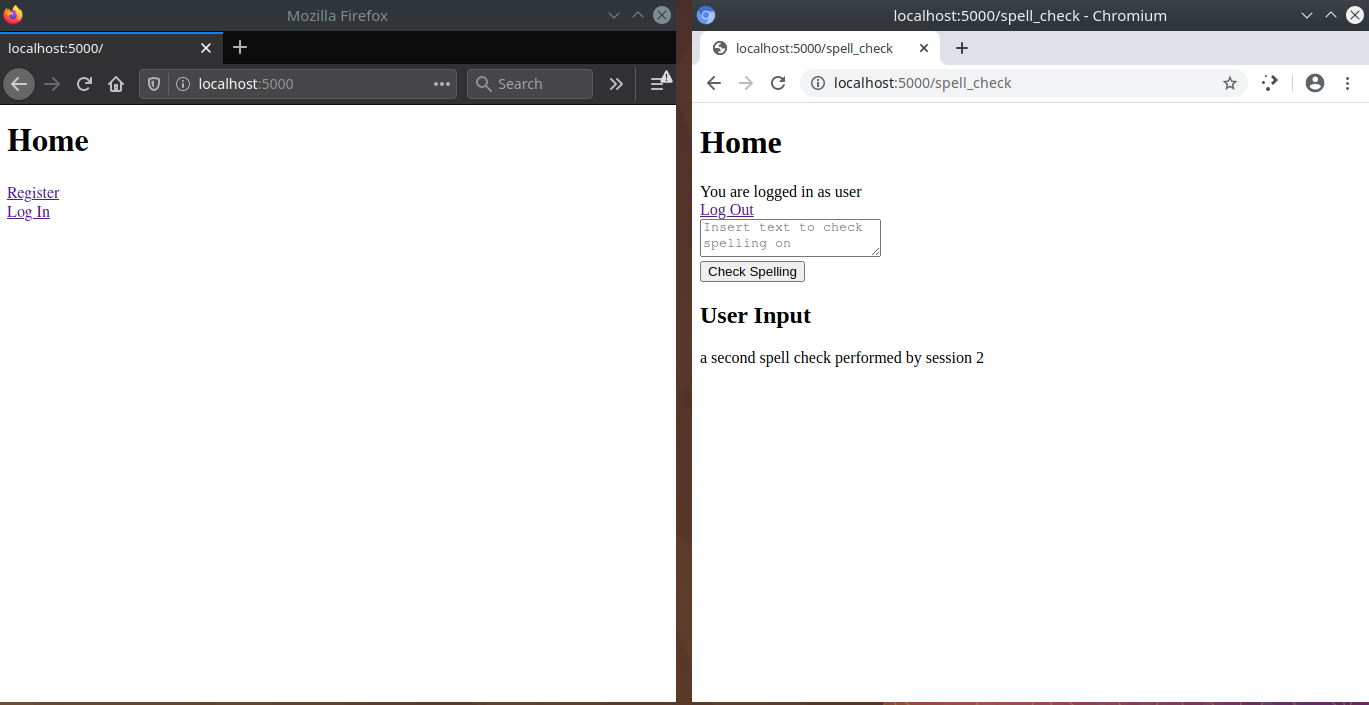 Mozilla Firefox
localhost:5000/
localhost:5000
Search
Home
Register
Log In
localhost:5000/spell_check - Chromium
localhost:5000/spell_check
localhost:5000/spell_check
Home
You are logged in as user
Log Out
Insert text to check
spelling on
Check Spelling
User Input
a second spell check performed by session 2